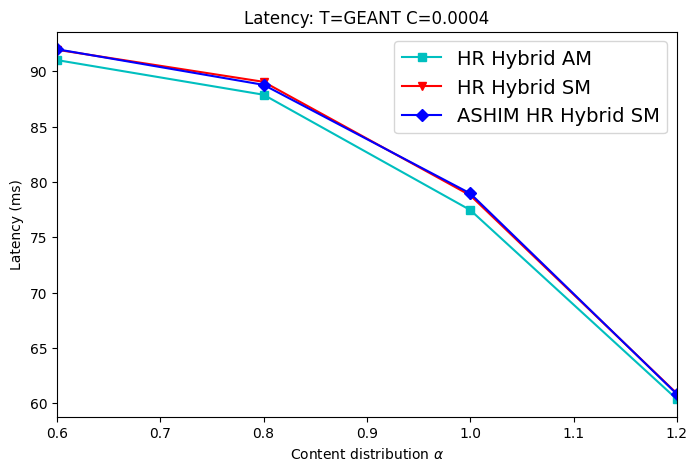 Latency: T=GEANT C=0.0004
HR Hybrid AM
HR Hybrid SM
ASHIM HR Hybrid SM
Latency (ms)
90
85
80
75
70
65
60
0.6 0.7 0.8 0.9 1.0 1.1 1.2
Content distribution α